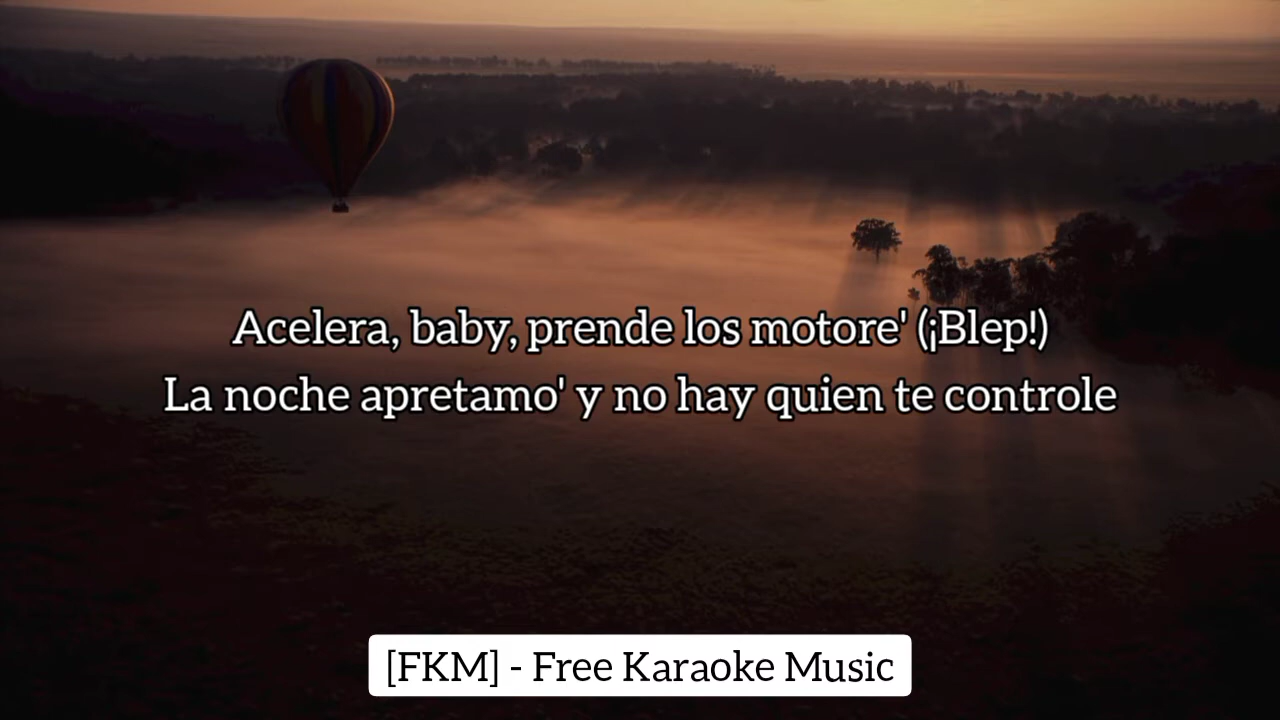 Acelera, baby, prende los motore' (¡Blep!)
La noche apretamo' y no hay quien te controle
[FKM] - Free Karaoke Music